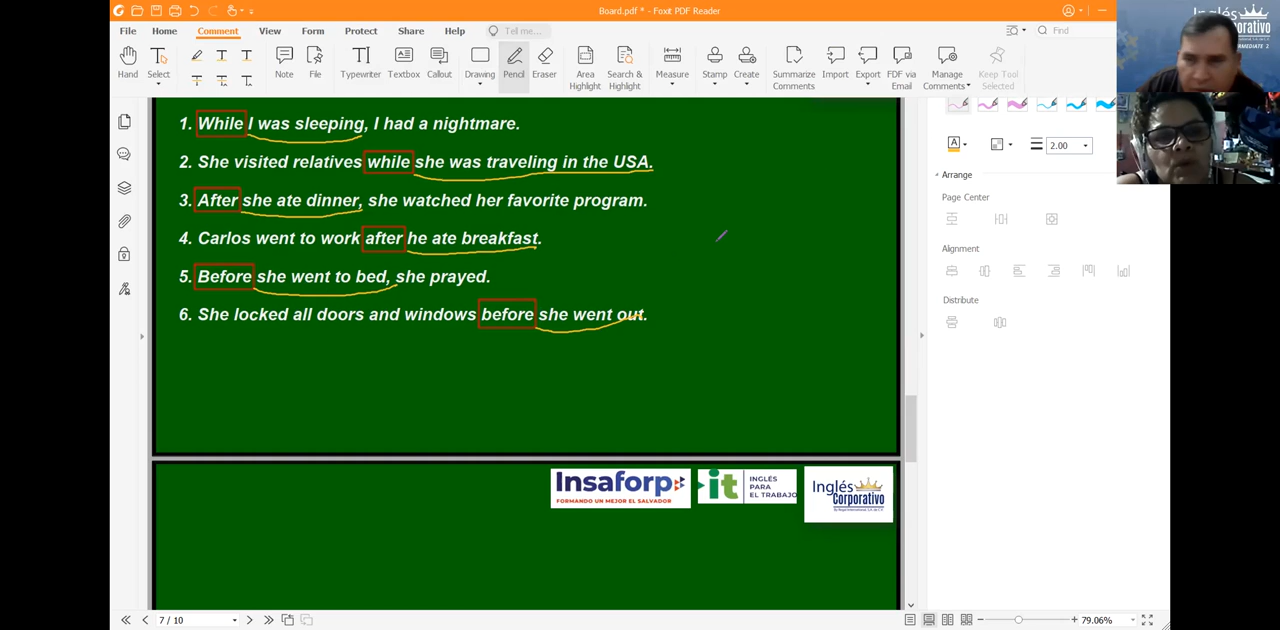 Board.pdf * - Foxit PDF Reader
File Home Comment View Form Protect Share Help Tell me... Find
Hand Select Note File Typewriter Textbox Callout Drawing Pencil Eraser Area Highlight Search & Highlight Measure Stamp Create Summarize Comments Import Export FDF via Email Manage Comments Keep Tool Selected
Inglés Corporativo
1. While I was sleeping, I had a nightmare.
2. She visited relatives while she was traveling in the USA.
3. After she ate dinner, she watched her favorite program.
4. Carlos went to work after he ate breakfast.
5. Before she went to bed, she prayed.
6. She locked all doors and windows before she went out.
2.00
Arrange
Page Center
Alignment
Distribute
Insaforp
FORMANDO UN MEJOR EL SALVADOR
it
INGLÉS
PARA
EL TRABAJO
Inglés
Corporativo
7 / 10
79.06%